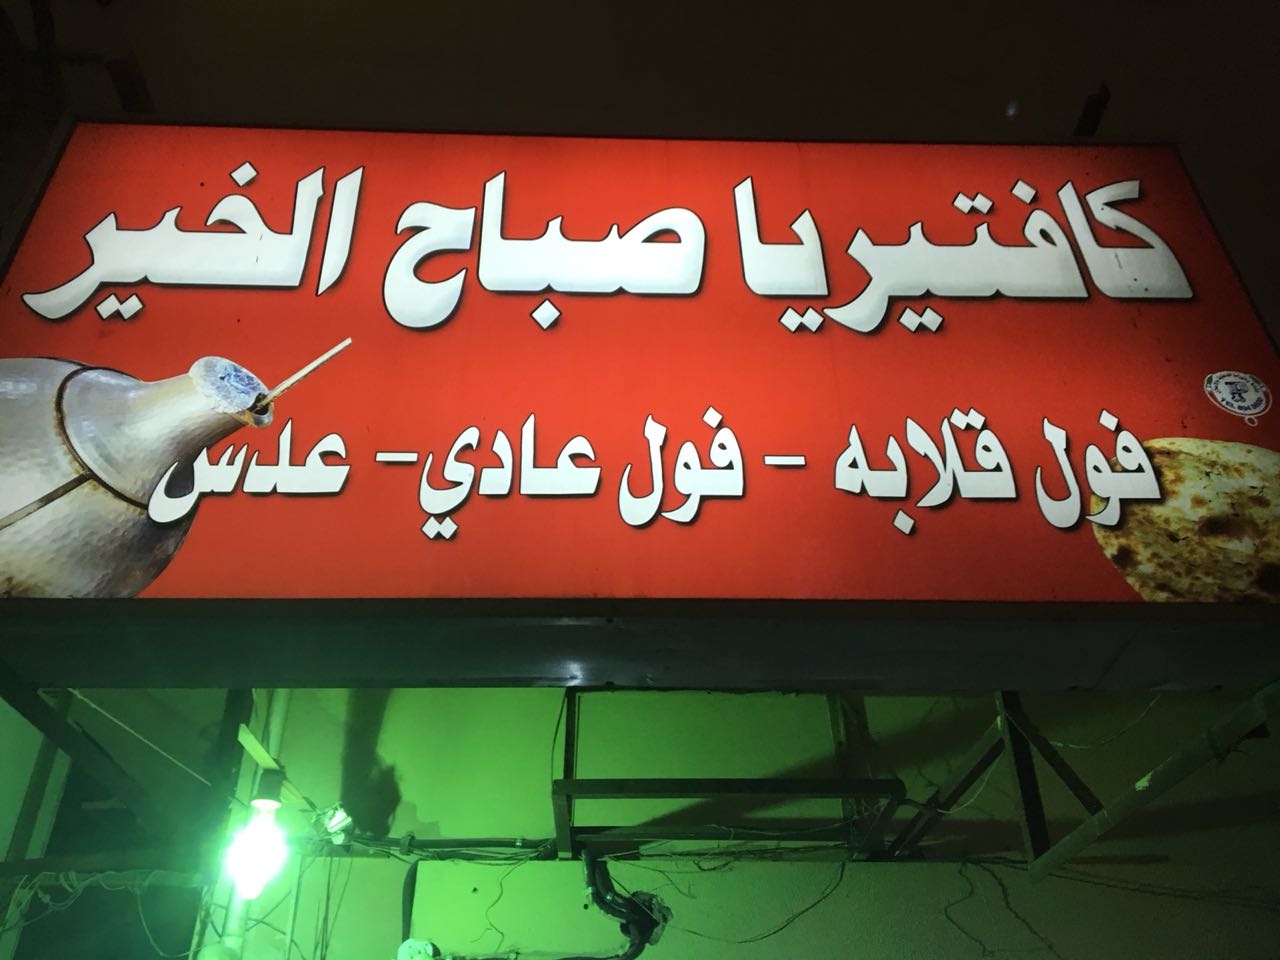 كافتيريا صباح الخير
فول قلابه - فول عادي - عدس